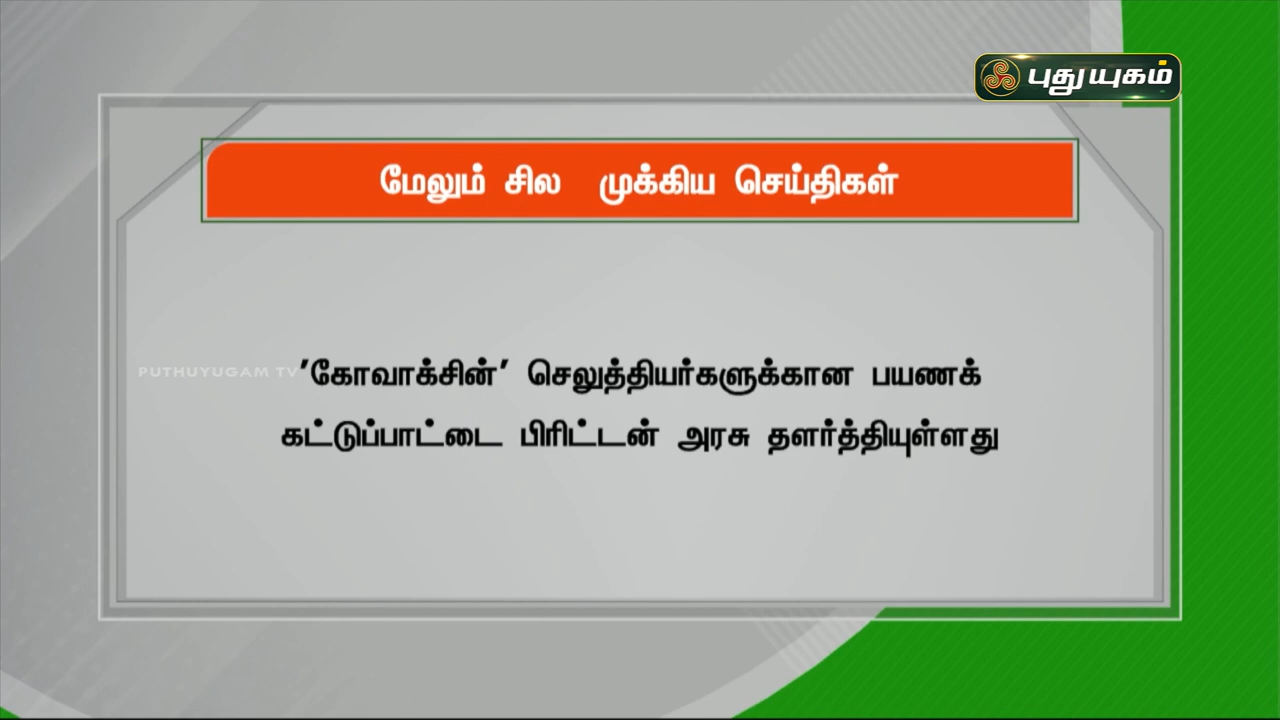 புதுயுகம்
மேலும் சில முக்கிய செய்திகள்
PUTHUYUGAM TV
'கோவாக்சின்' செலுத்தியர்களுக்கான பயணக்
கட்டுப்பாட்டை பிரிட்டன் அரசு தளர்த்தியுள்ளது